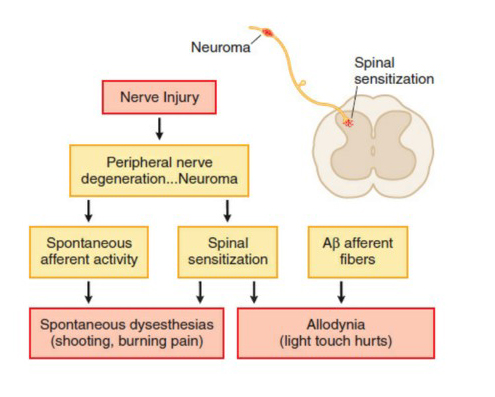 Neuroma
Spinal
sensitization
Nerve Injury
Peripheral nerve
degeneration...Neuroma
Spontaneous
afferent activity
Spinal
sensitization
Aβ afferent
fibers
Spontaneous dysesthesias
(shooting, burning pain)
Allodynia
(light touch hurts)